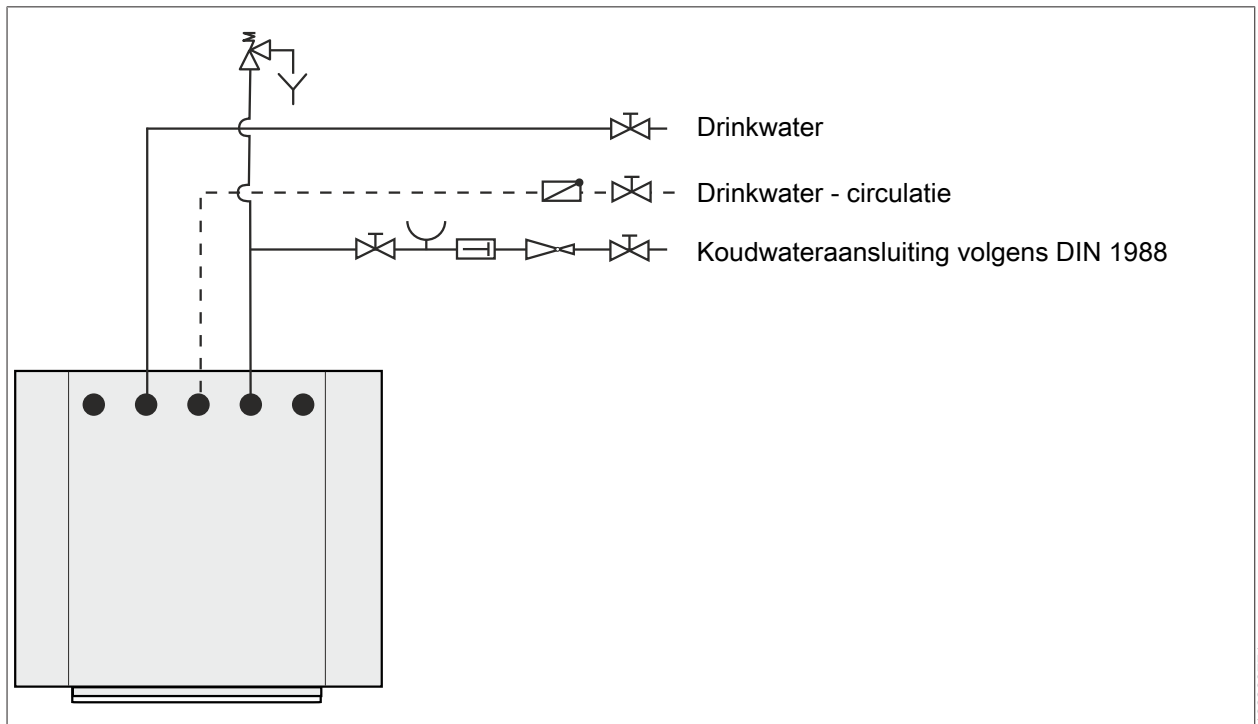 Drinkwater
Drinkwater - circulatie
Koudwateraansluiting volgens DIN 1988